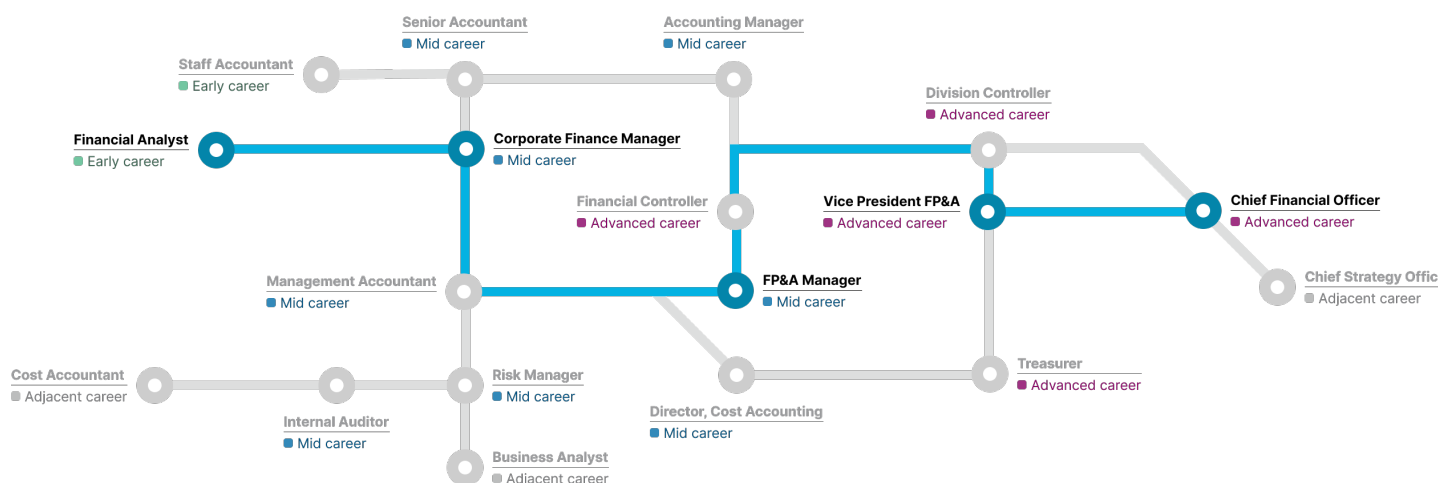 Senior Accountant
Mid career
Accounting Manager
Mid career
Staff Accountant
Early career
Division Controller
Advanced career
Financial Analyst
Early career
Corporate Finance Manager
Mid career
Financial Controller
Advanced career
Vice President FP&A
Advanced career
Chief Financial Officer
Advanced career
Management Accountant
Mid career
FP&A Manager
Mid career
Chief Strategy Offic
Adjacent career
Cost Accountant
Adjacent career
Risk Manager
Mid career
Treasurer
Advanced career
Internal Auditor
Mid career
Director, Cost Accounting
Mid career
Business Analyst
Adjacent career